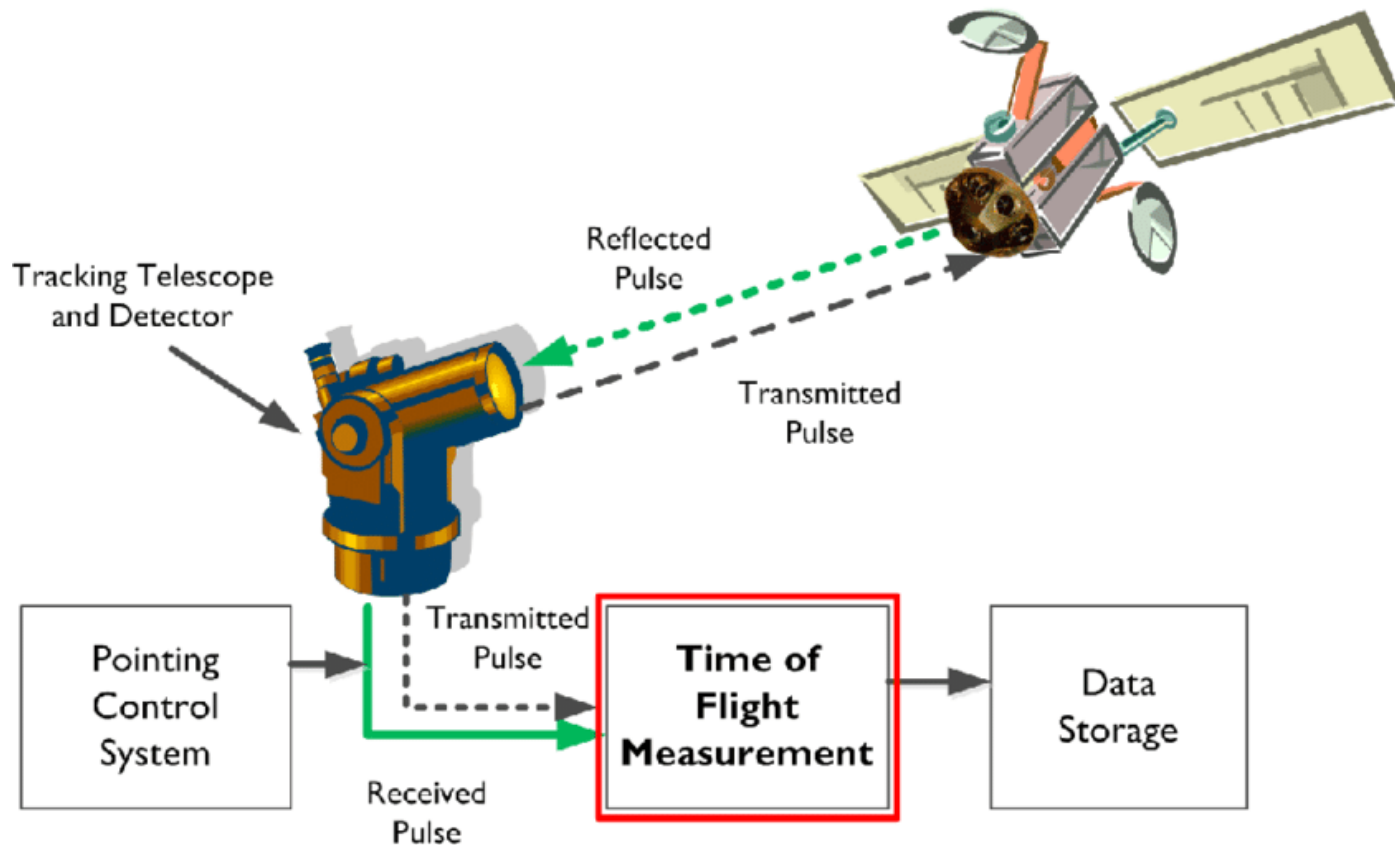 Reflected
Pulse
Tracking Telescope
and Detector
Transmitted
Pulse
Transmitted
Pulse
Pointing
Control
System
Time of
Flight
Measurement
Data
Storage
Received
Pulse